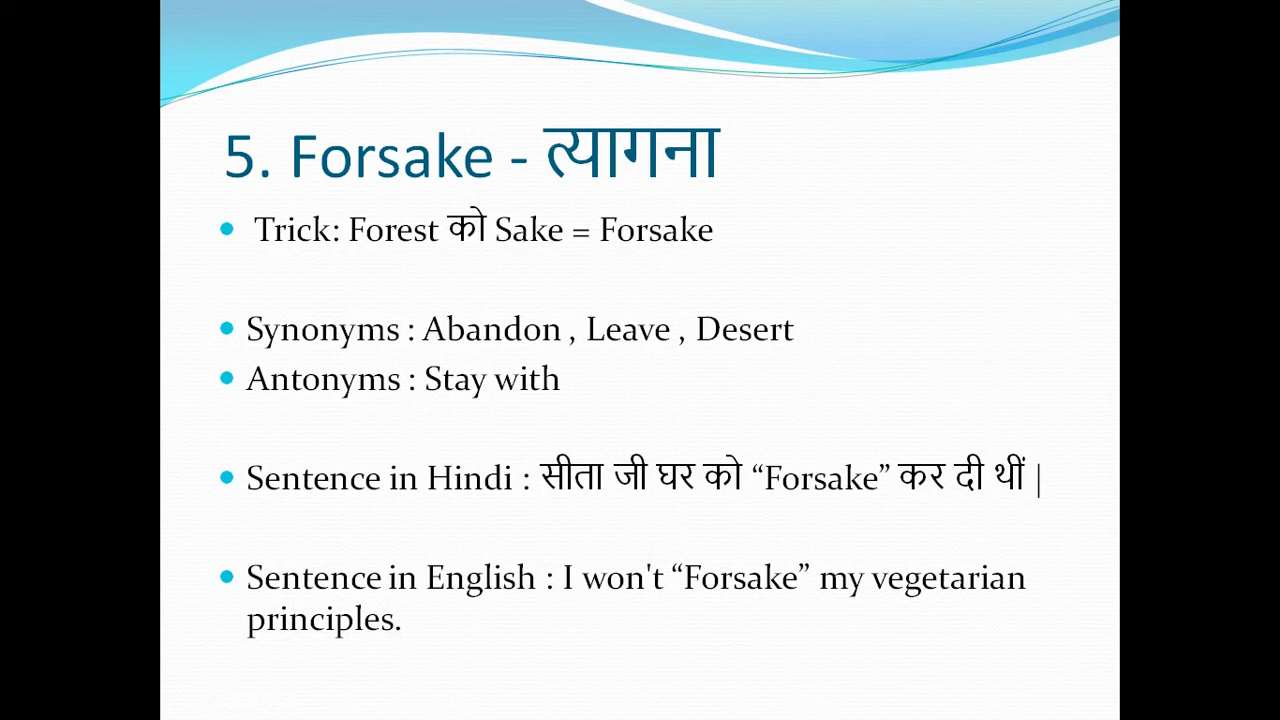 5. Forsake - त्यागना
Trick: Forest को Sake = Forsake
Synonyms : Abandon , Leave , Desert
Antonyms : Stay with
Sentence in Hindi : सीता जी घर को “Forsake” कर दी थीं |
Sentence in English : I won't “Forsake” my vegetarian
principles.